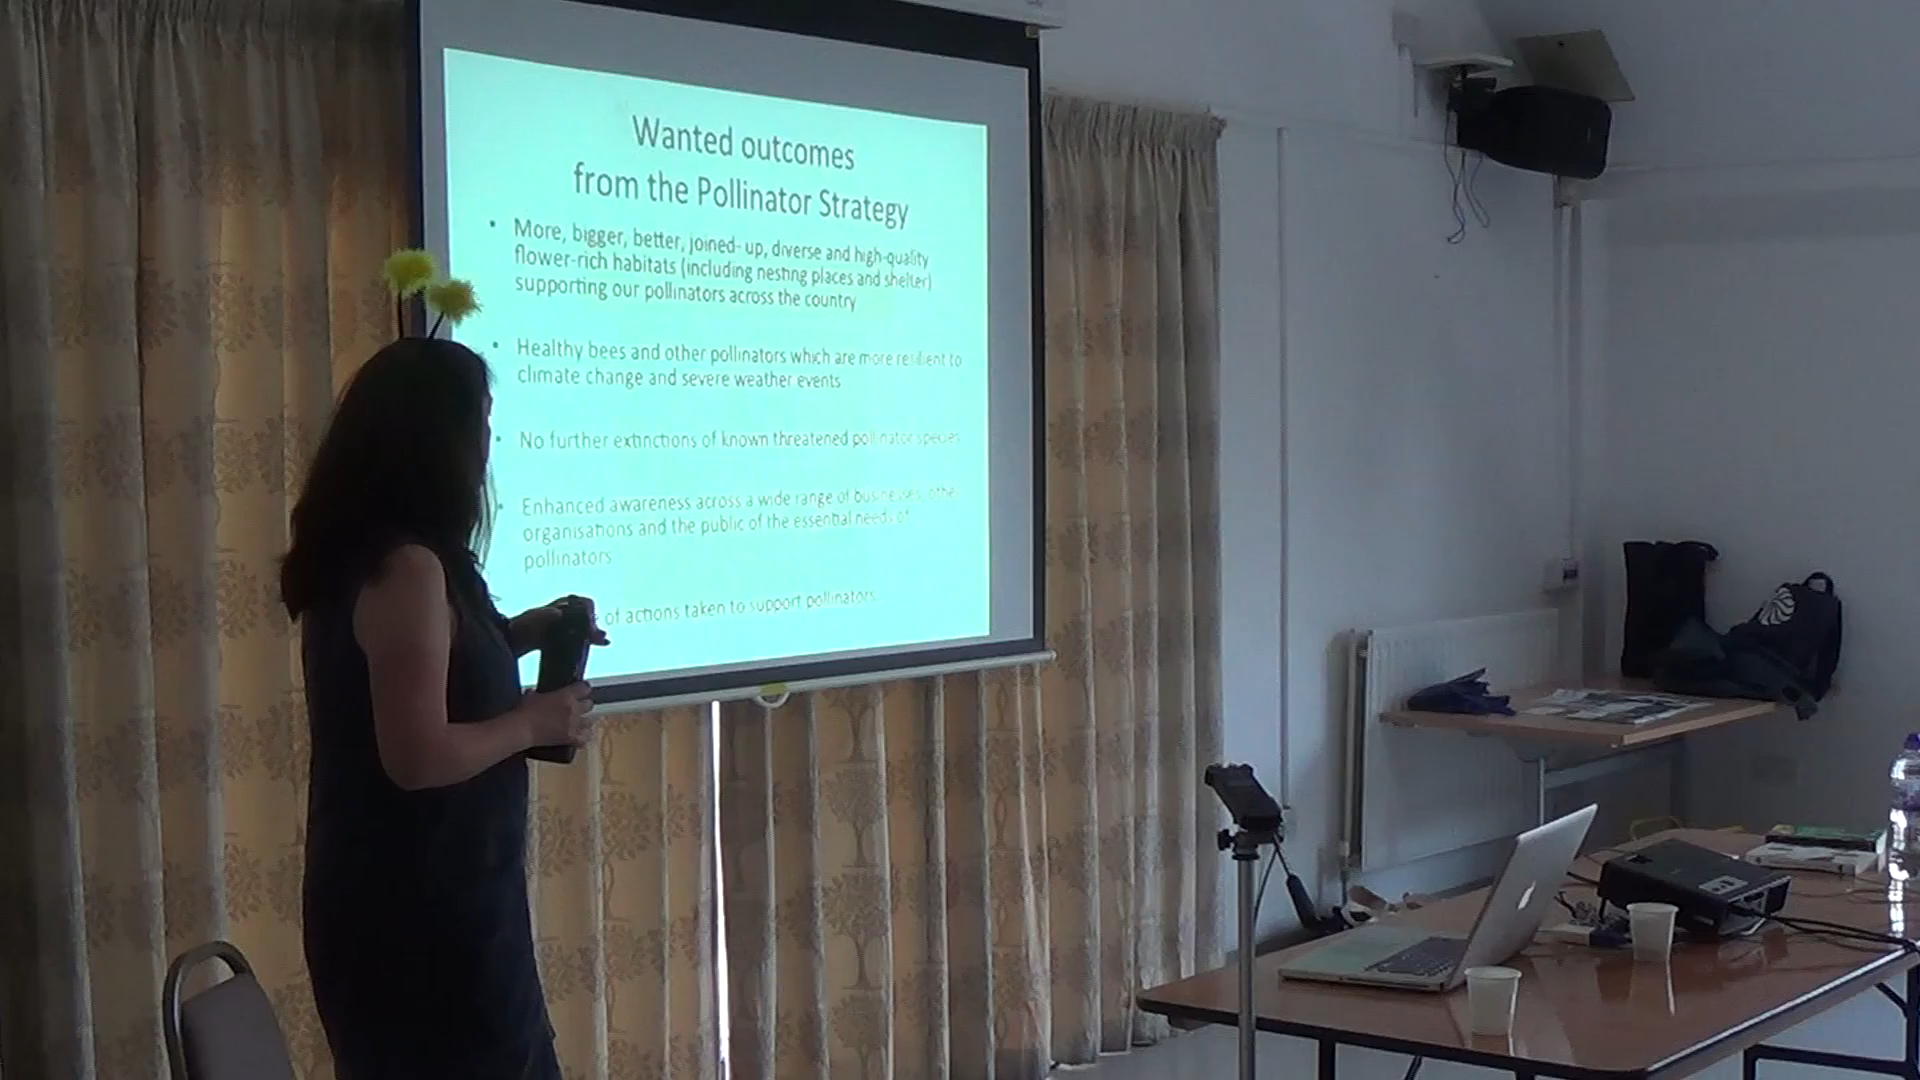 Wanted outcomes
from the Pollinator Strategy
• More, bigger, better, joined-up, diverse and high-quality
flower-rich habitats (including nesting places and shelter)
supporting our pollinators across the country
• Healthy bees and other pollinators which are more resilient to
climate change and severe weather events
• No further extinctions of known threatened pollinator species
• Enhanced awareness across a wide range of businesses, other
organisations and the public of the essential needs of
pollinators
of actions taken to support pollinators